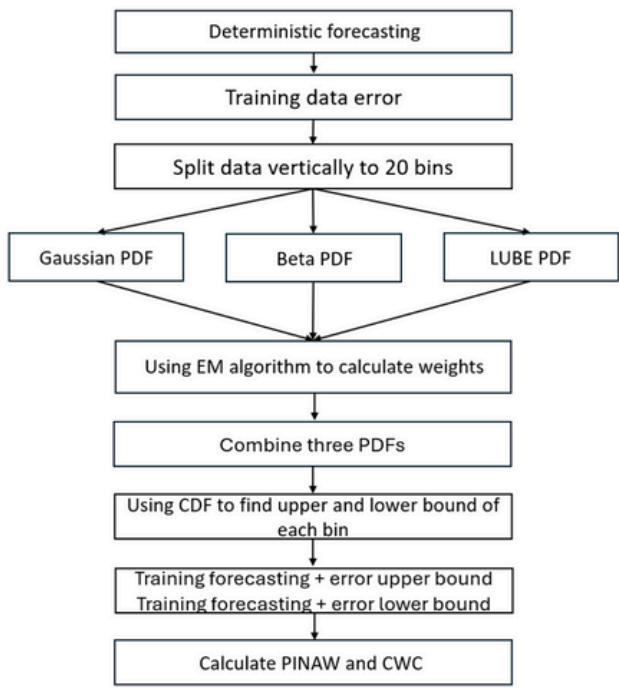 Deterministic forecasting
Training data error
Split data vertically to 20 bins
Gaussian PDF
Beta PDF
LUBE PDF
Using EM algorithm to calculate weights
Combine three PDFs
Using CDF to find upper and lower bound of
each bin
Training forecasting + error upper bound
Training forecasting + error lower bound
Calculate PINAW and CWC